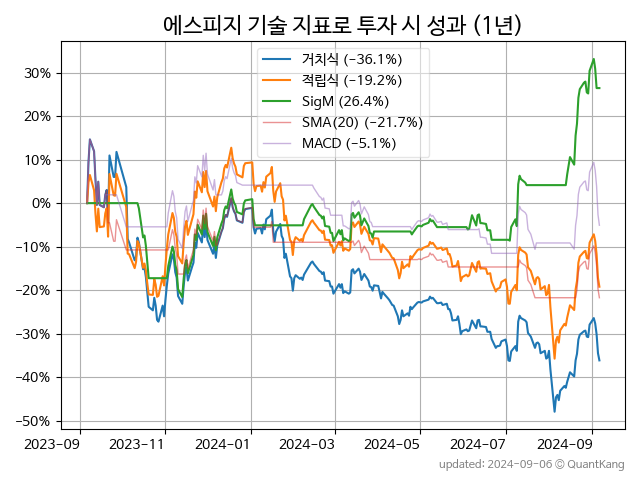 에스피지 기술 지표로 투자 시 성과 (1년)
거치식 (−36.1%)
적립식 (−19.2%)
SigM (26.4%)
SMA(20) (−21.7%)
MACD (−5.1%)
30%
20%
10%
0%
−10%
−20%
−30%
−40%
−50%
2023-09 2023-11 2024-01 2024-03 2024-05 2024-07 2024-09
updated: 2024-09-06 © QuantKang